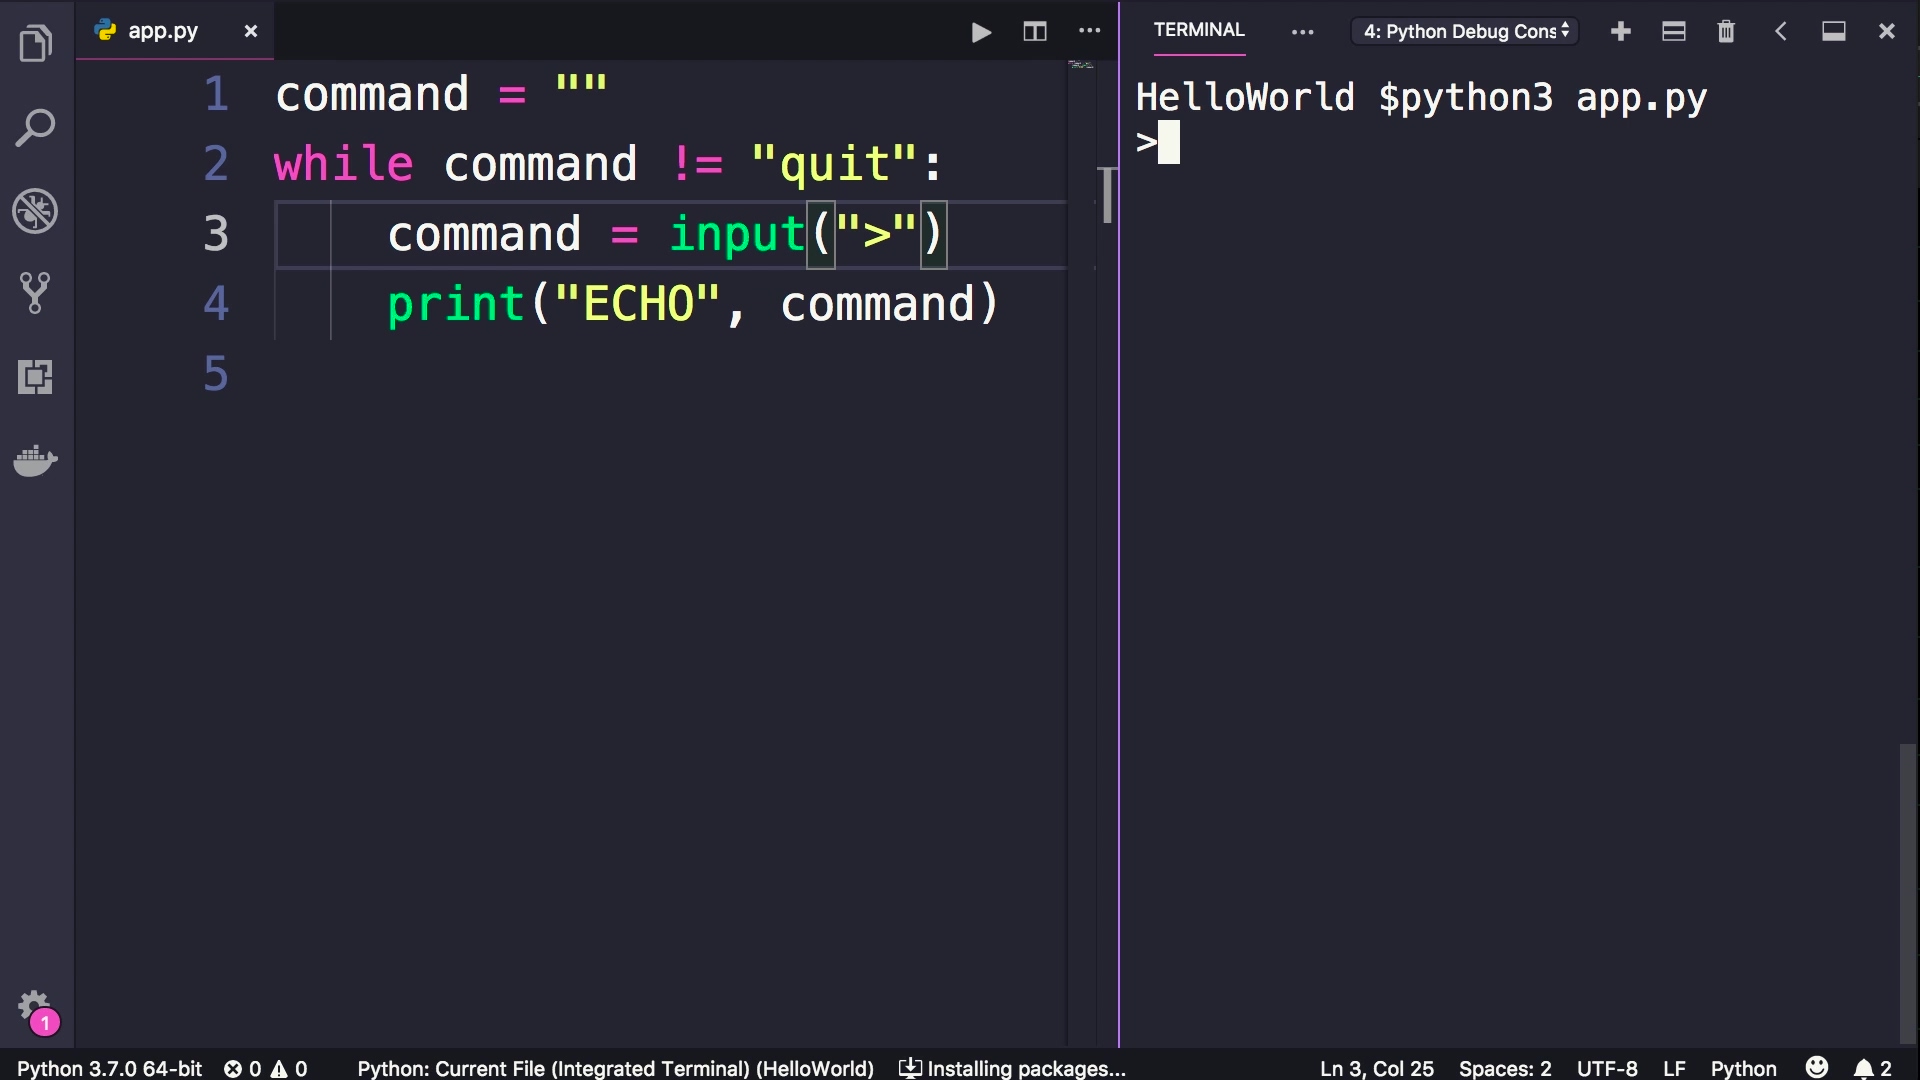 app.py
TERMINAL
4: Python Debug Cons
1 command = ""
2 while command != "quit":
3     command = input(">")
4     print("ECHO", command)
5
HelloWorld $python3 app.py
>
1
Python 3.7.0 64-bit 0 0 Python: Current File (Integrated Terminal) (HelloWorld) Installing packages... Ln 3, Col 25 Spaces: 2 UTF-8 LF Python 2